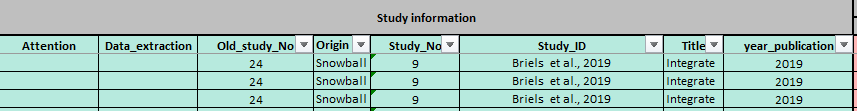 Study information
Attention Data_extraction Old_study_No Origin Study_No Study_ID Title year_publication
24 Snowball 9 Briels et al., 2019 Integrate 2019
24 Snowball 9 Briels et al., 2019 Integrate 2019
24 Snowball 9 Briels et al., 2019 Integrate 2019